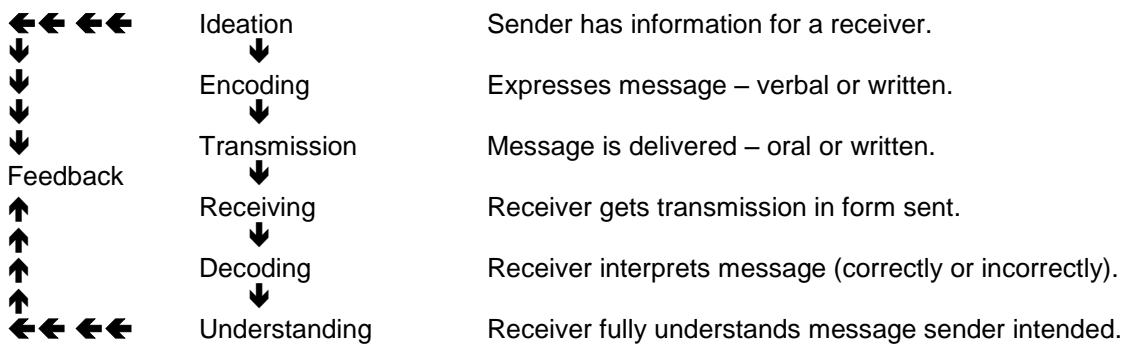 Ideation Sender has information for a receiver.
Encoding Expresses message – verbal or written.
Transmission Message is delivered – oral or written.
Feedback
Receiving Receiver gets transmission in form sent.
Decoding Receiver interprets message (correctly or incorrectly).
Understanding Receiver fully understands message sender intended.